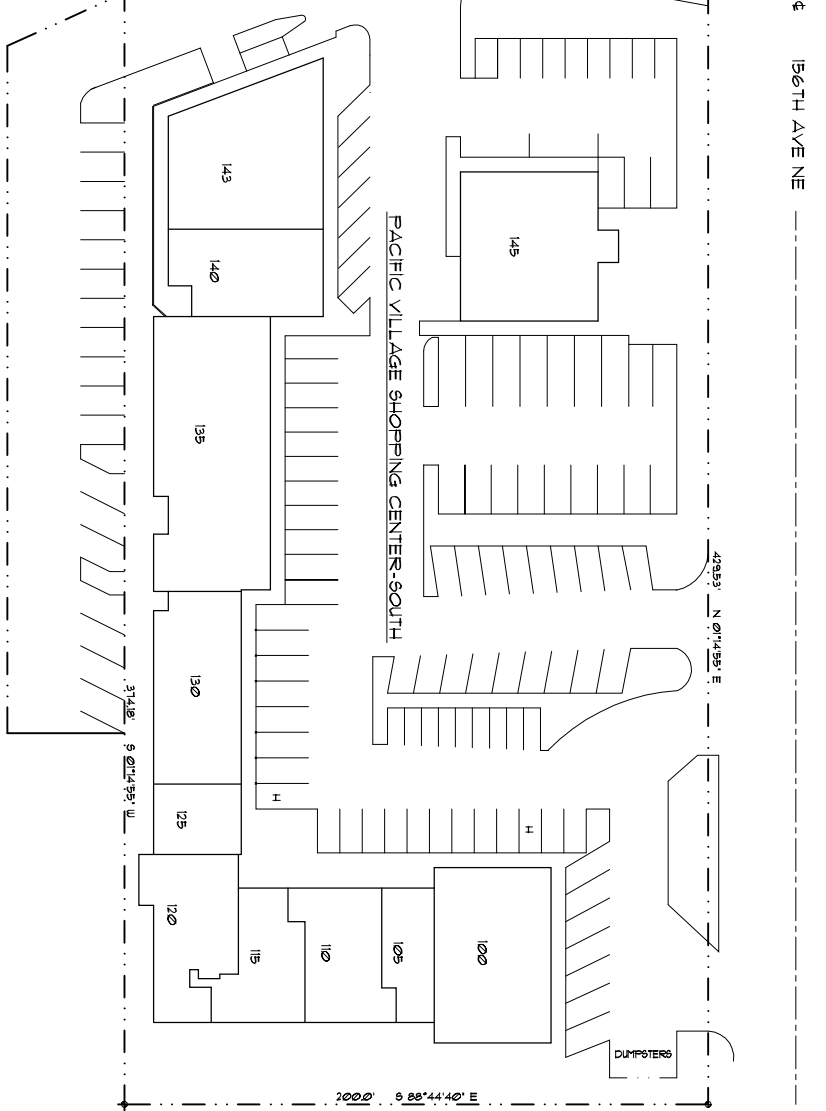 ℄ 156TH AVE NE
PACIFIC VILLAGE SHOPPING CENTER-SOUTH
143
140
145
135
130
125
120
115
110
105
100
H
H
429.53' N 01°14'55" E
374.18' S 01°14'55" W
200.0' S 88°44'40" E
DUMPSTERS